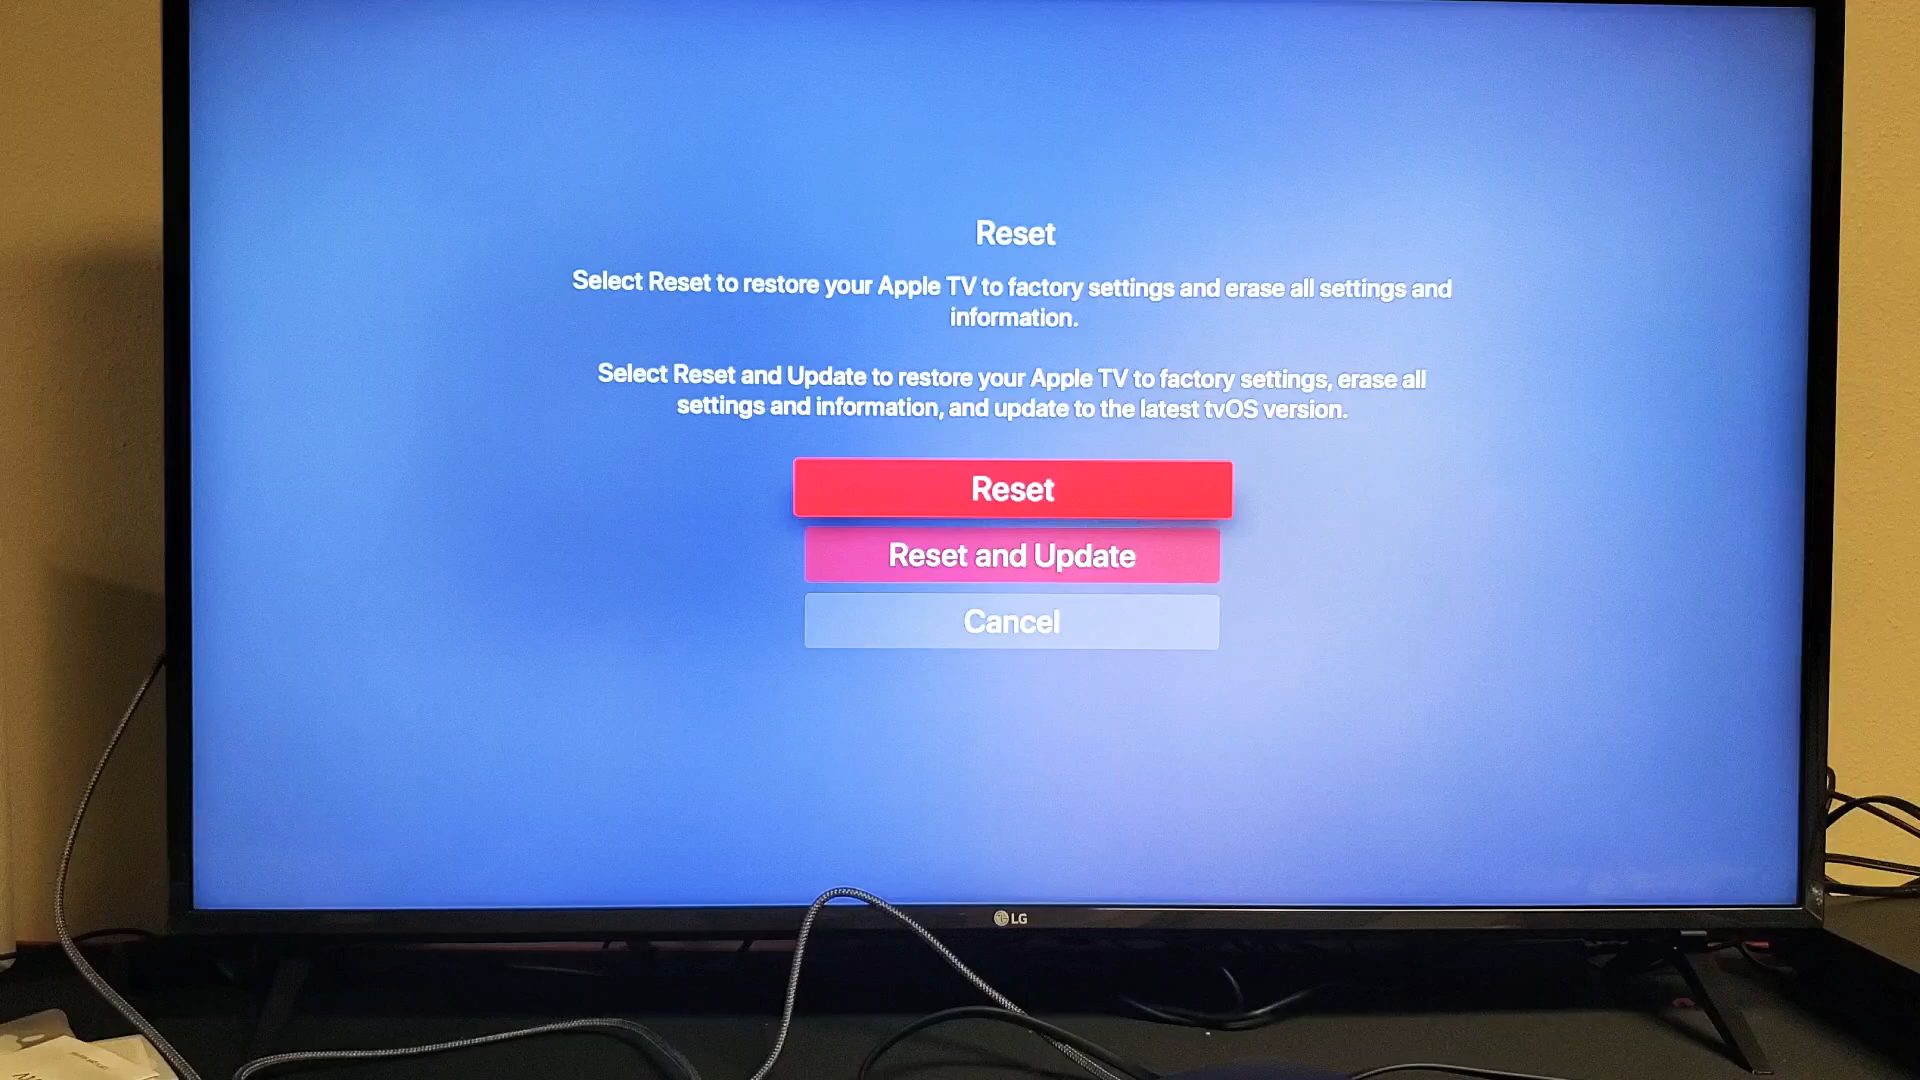 Reset
Select Reset to restore your Apple TV to factory settings and erase all settings and
information.
Select Reset and Update to restore your Apple TV to factory settings, erase all
settings and information, and update to the latest tvOS version.
Reset
Reset and Update
Cancel
LG